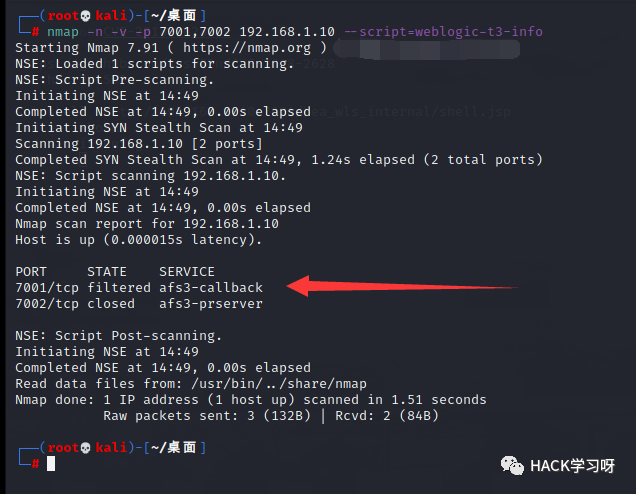 ┌──(root💀kali)-[~/桌面]
└─# nmap -n -v -p 7001,7002 192.168.1.10 --script=weblogic-t3-info
Starting Nmap 7.91 ( https://nmap.org )
NSE: Loaded 1 scripts for scanning.
NSE: Script Pre-scanning.
Initiating NSE at 14:49
Completed NSE at 14:49, 0.00s elapsed
Initiating SYN Stealth Scan at 14:49
Scanning 192.168.1.10 [2 ports]
Completed SYN Stealth Scan at 14:49, 1.24s elapsed (2 total ports)
NSE: Script scanning 192.168.1.10.
Initiating NSE at 14:49
Completed NSE at 14:49, 0.00s elapsed
Nmap scan report for 192.168.1.10
Host is up (0.000015s latency).
PORT     STATE    SERVICE
7001/tcp filtered afs3-callback
7002/tcp closed   afs3-prserver
NSE: Script Post-scanning.
Initiating NSE at 14:49
Completed NSE at 14:49, 0.00s elapsed
Read data files from: /usr/bin/../share/nmap
Nmap done: 1 IP address (1 host up) scanned in 1.51 seconds
           Raw packets sent: 3 (132B) | Rcvd: 2 (84B)
┌──(root💀kali)-[~/桌面]
└─#
HACK学习呀